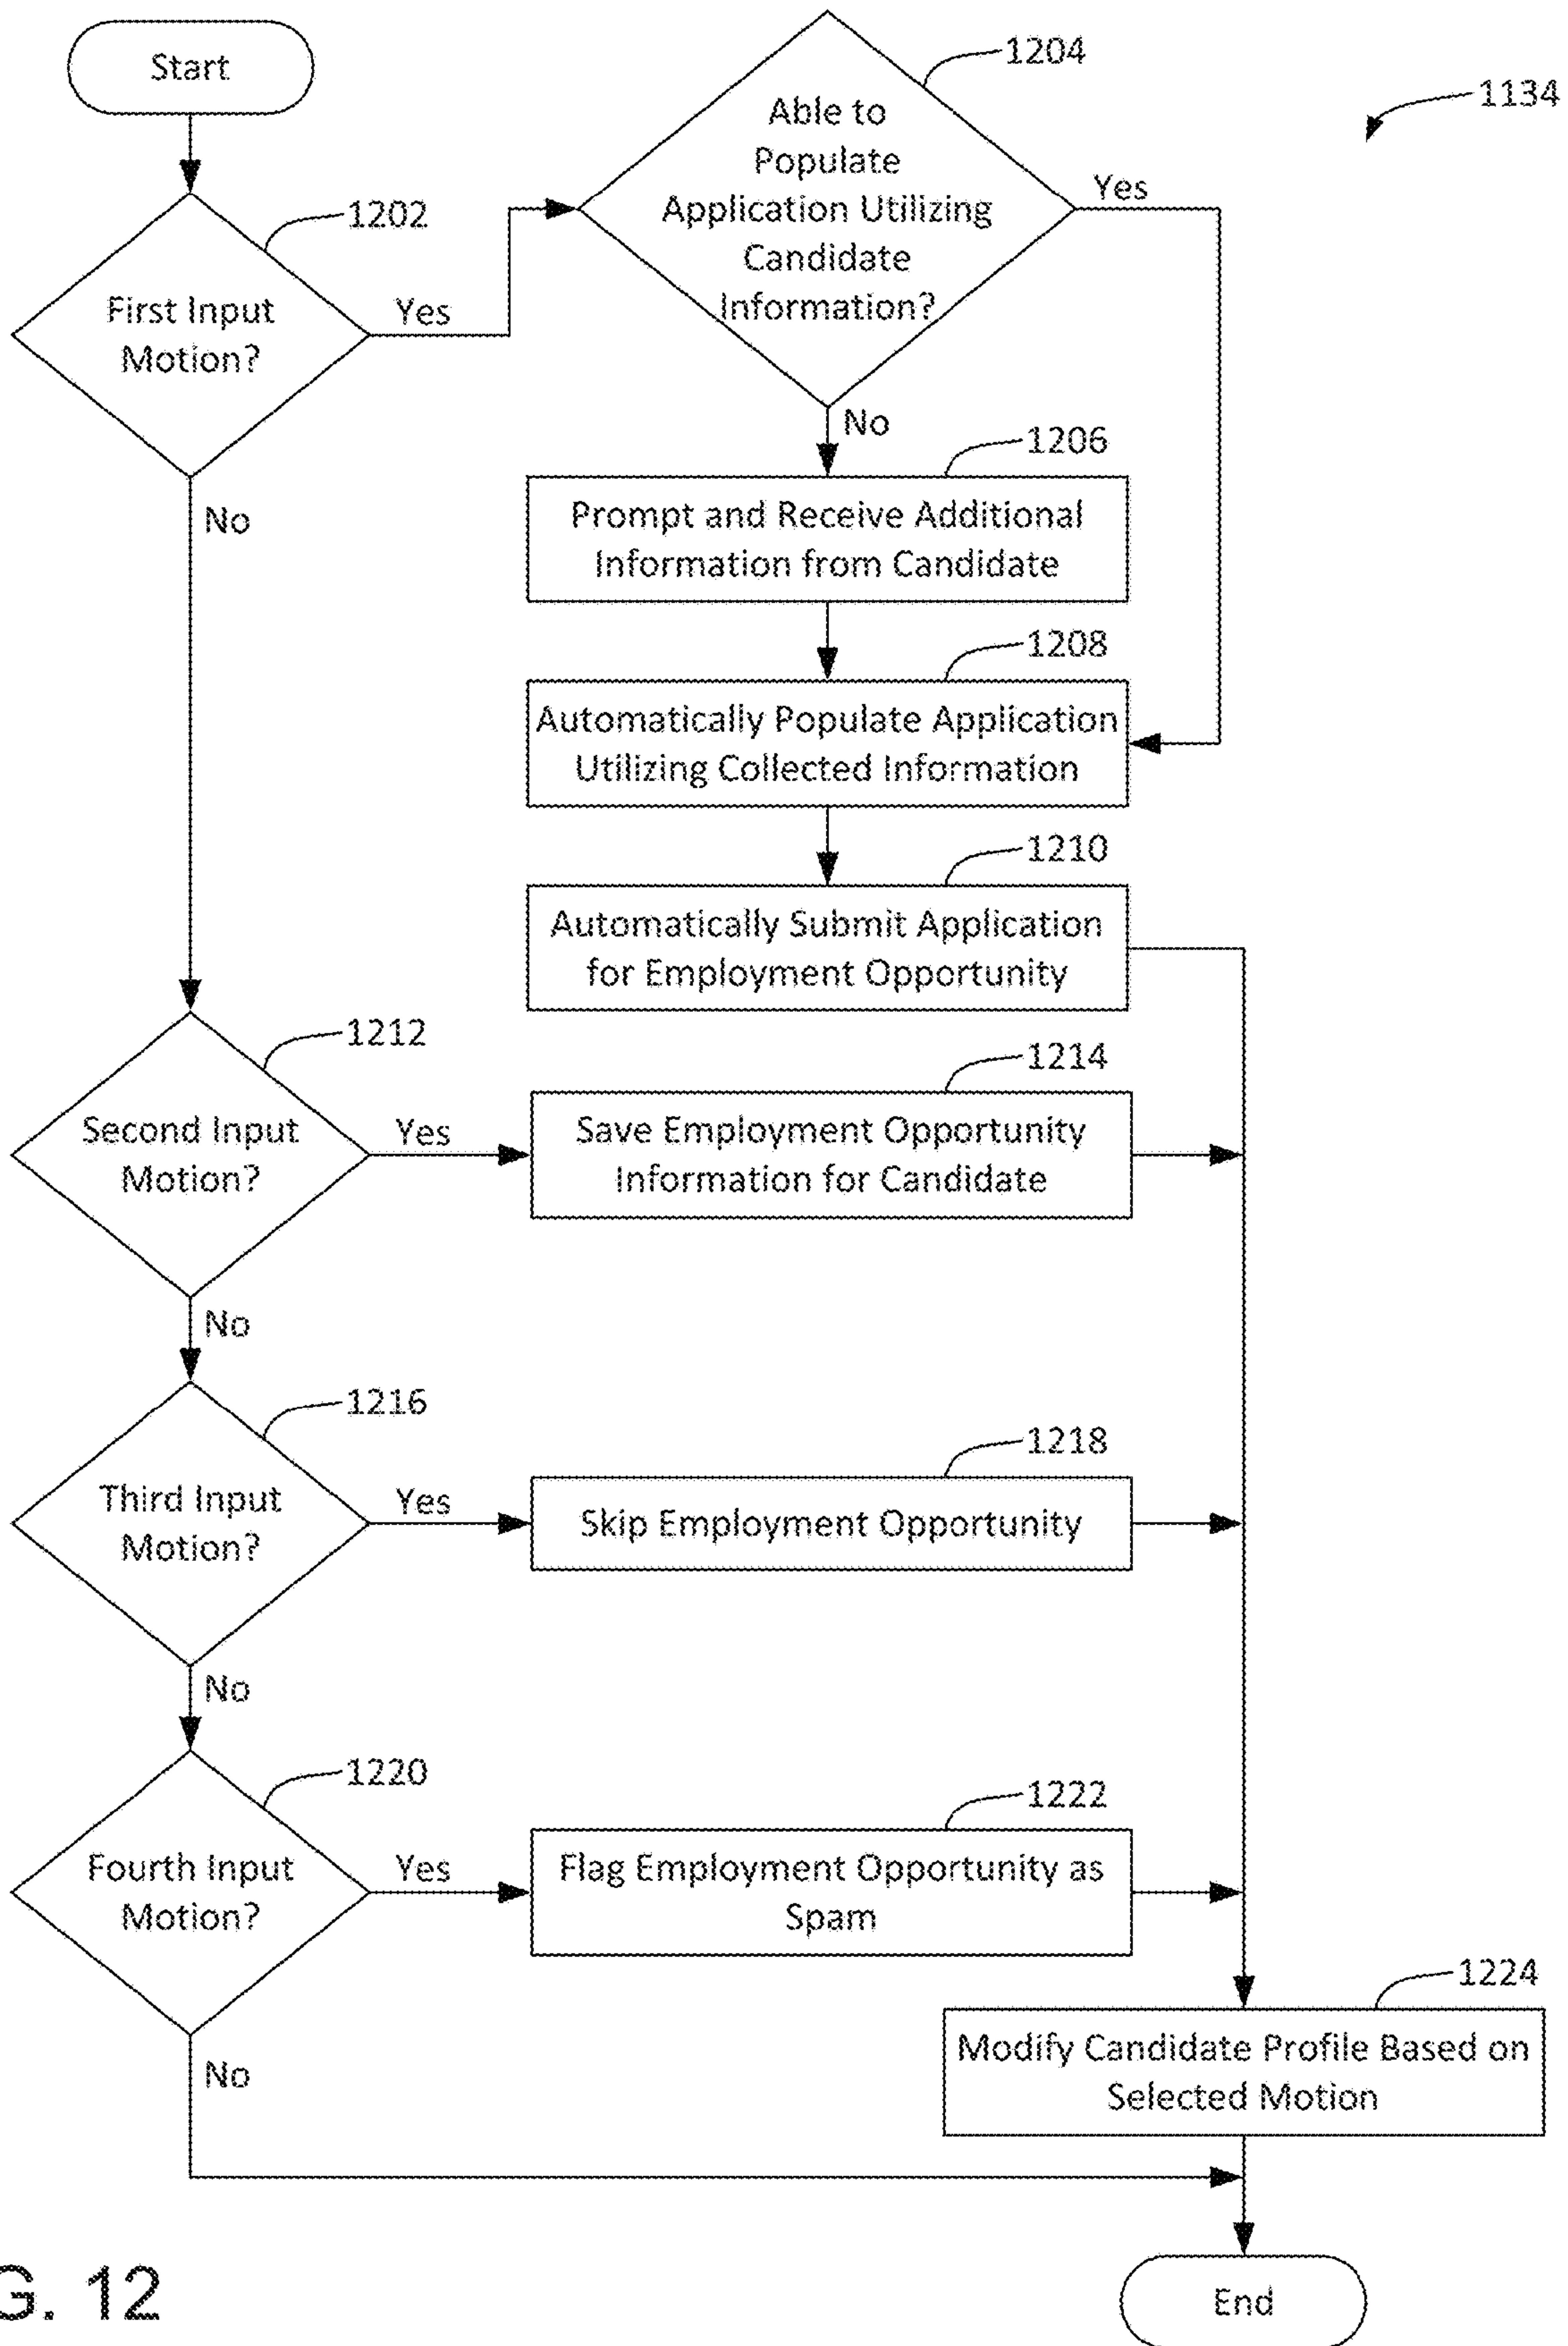 Start
1204
1134
Able to
Populate
Application Utilizing
Candidate
Information?
Yes
1202
First Input
Motion?
Yes
No
No
1206
Prompt and Receive Additional
Information from Candidate
1208
Automatically Populate Application
Utilizing Collected Information
1210
Automatically Submit Application
for Employment Opportunity
1212
Second Input
Motion?
Yes
No
1214
Save Employment Opportunity
Information for Candidate
1216
Third Input
Motion?
Yes
No
1218
Skip Employment Opportunity
1220
Fourth Input
Motion?
Yes
No
1222
Flag Employment Opportunity as
Spam
1224
Modify Candidate Profile Based on
Selected Motion
End
G. 12